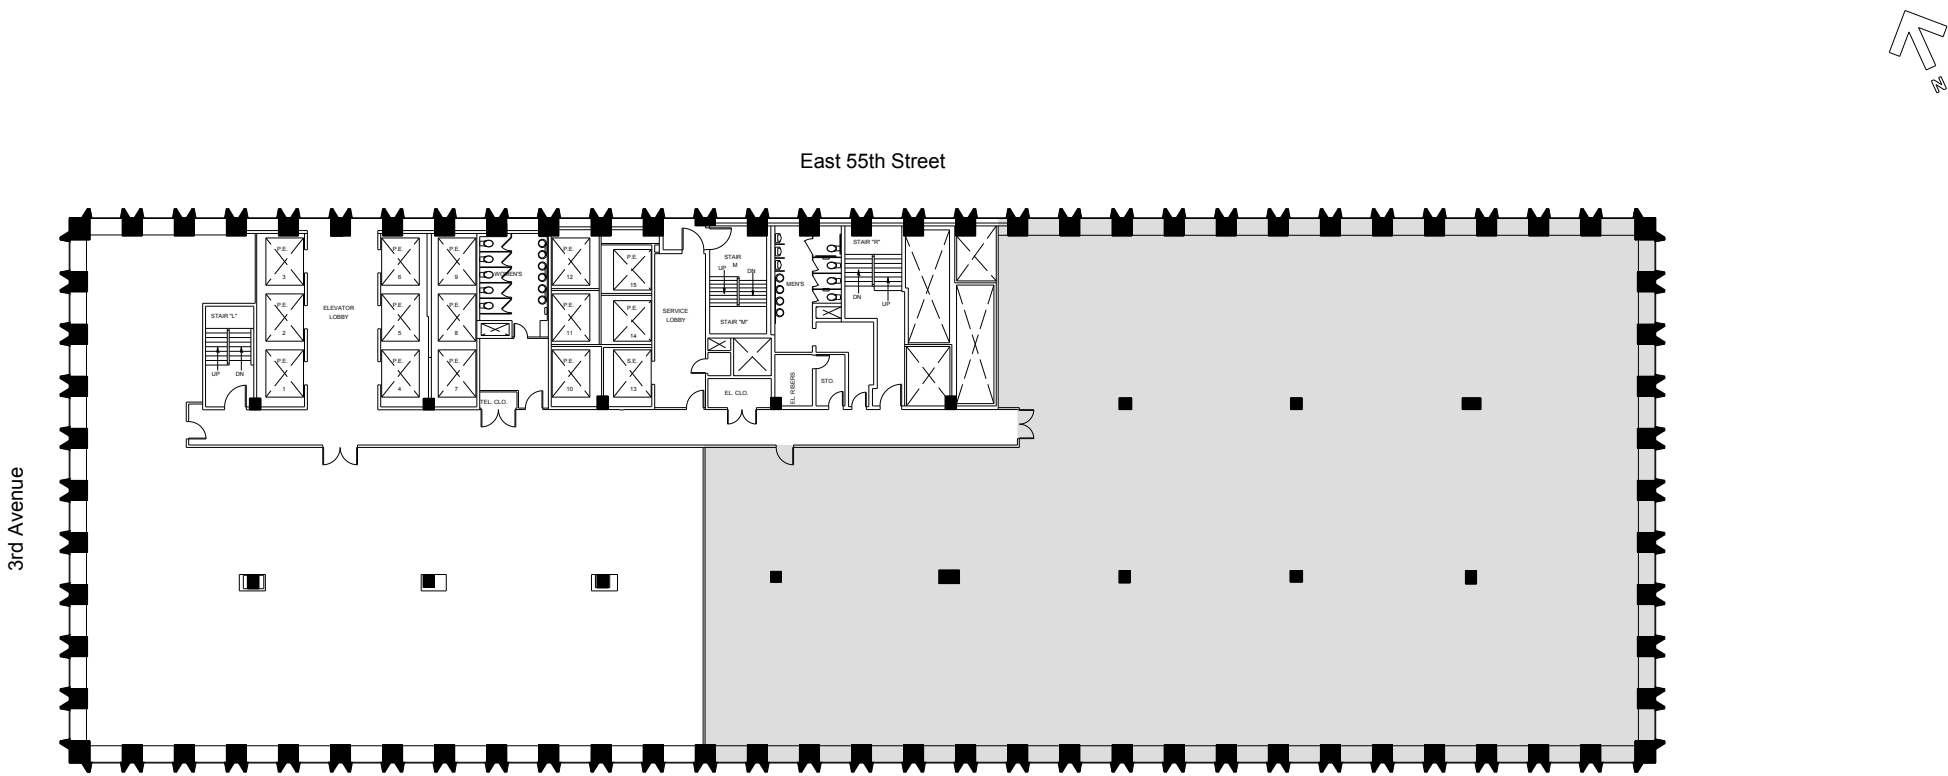 N
East 55th Street
3rd Avenue
P.E.
3
P.E.
2
P.E.
1
STAIR "L"
UP
DN
ELEVATOR
LOBBY
P.E.
6
P.E.
5
P.E.
4
P.E.
9
P.E.
8
P.E.
7
WOMEN'S
TEL. CLO.
P.E.
12
P.E.
11
P.E.
10
P.E.
15
P.E.
14
S.E.
13
SERVICE
LOBBY
STAIR
M
UP
DN
STAIR "M"
EL. CLO.
MEN'S
EL. RISERS
STO.
STAIR "R"
DN
UP